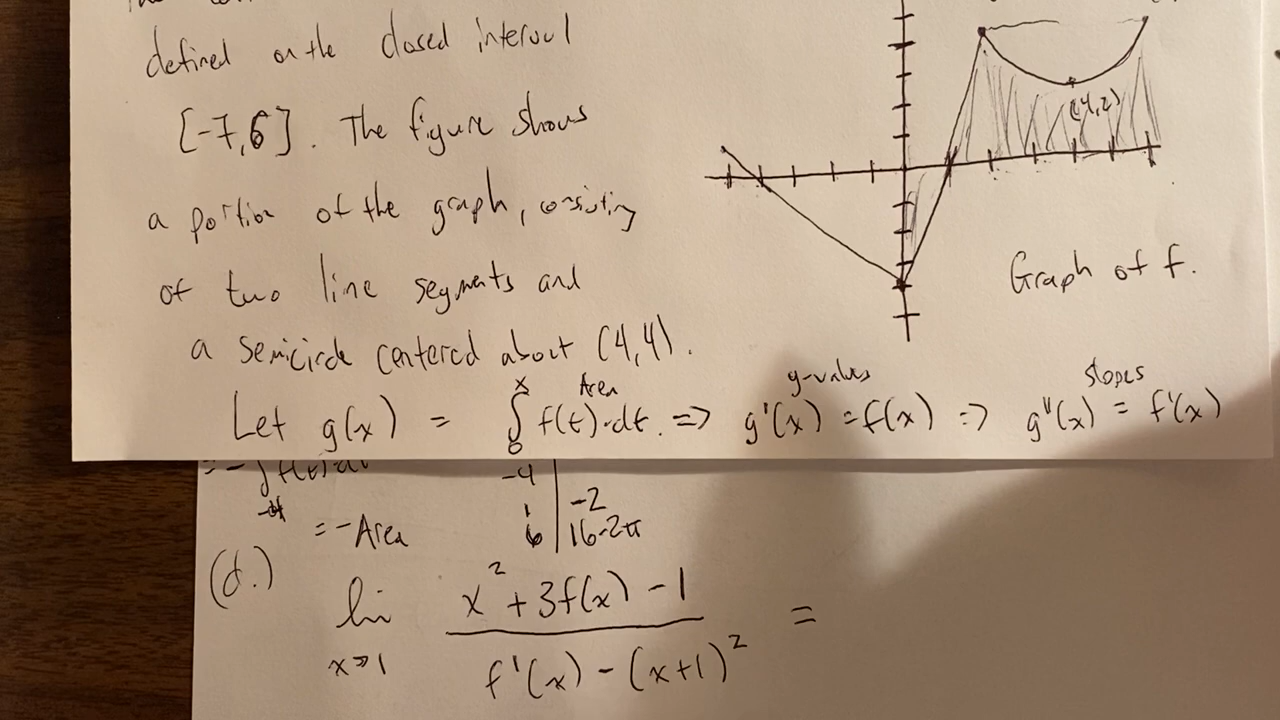 defined on the closed interval
[-7,6]. The figure shows
a portion of the graph, consisting
of two line segments and
a semicircle centered about (4,4).
(4,2)
Graph of f.
Area
y-values
slopes
Let g(x) = ∫₀ˣ f(t)·dt. => g'(x) = f(x) => g''(x) = f'(x)
-4
1 | -2
6 | 16-2π
= -Area
(d.) lim x→1 (x² + 3f(x) - 1) / (f'(x) - (x+1)²) =